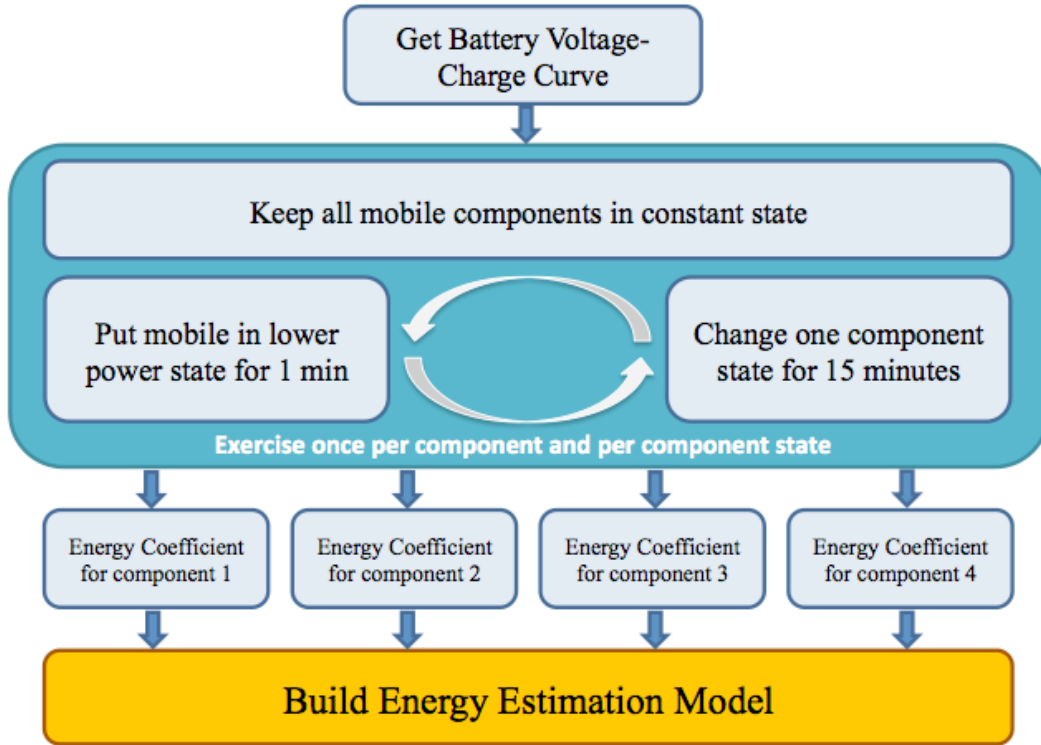 Get Battery Voltage-
Charge Curve
Keep all mobile components in constant state
Put mobile in lower
power state for 1 min
Change one component
state for 15 minutes
Exercise once per component and per component state
Energy Coefficient
for component 1
Energy Coefficient
for component 2
Energy Coefficient
for component 3
Energy Coefficient
for component 4
Build Energy Estimation Model